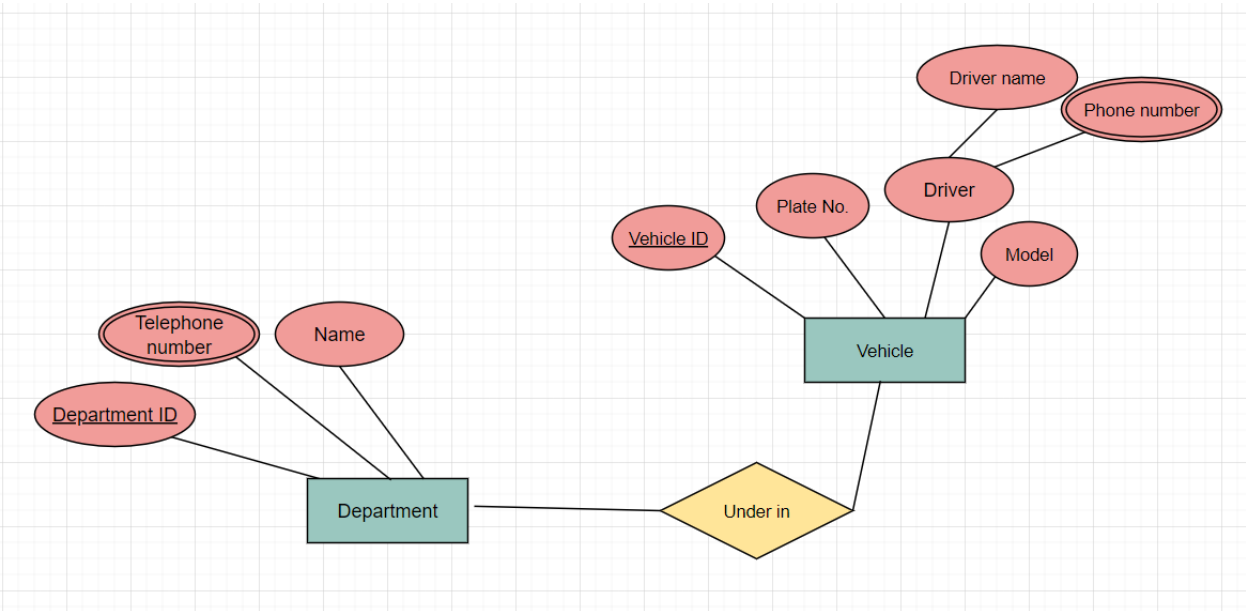 Driver name
Phone number
Driver
Plate No.
Vehicle ID
Model
Telephone
number
Name
Vehicle
Department ID
Department
Under in